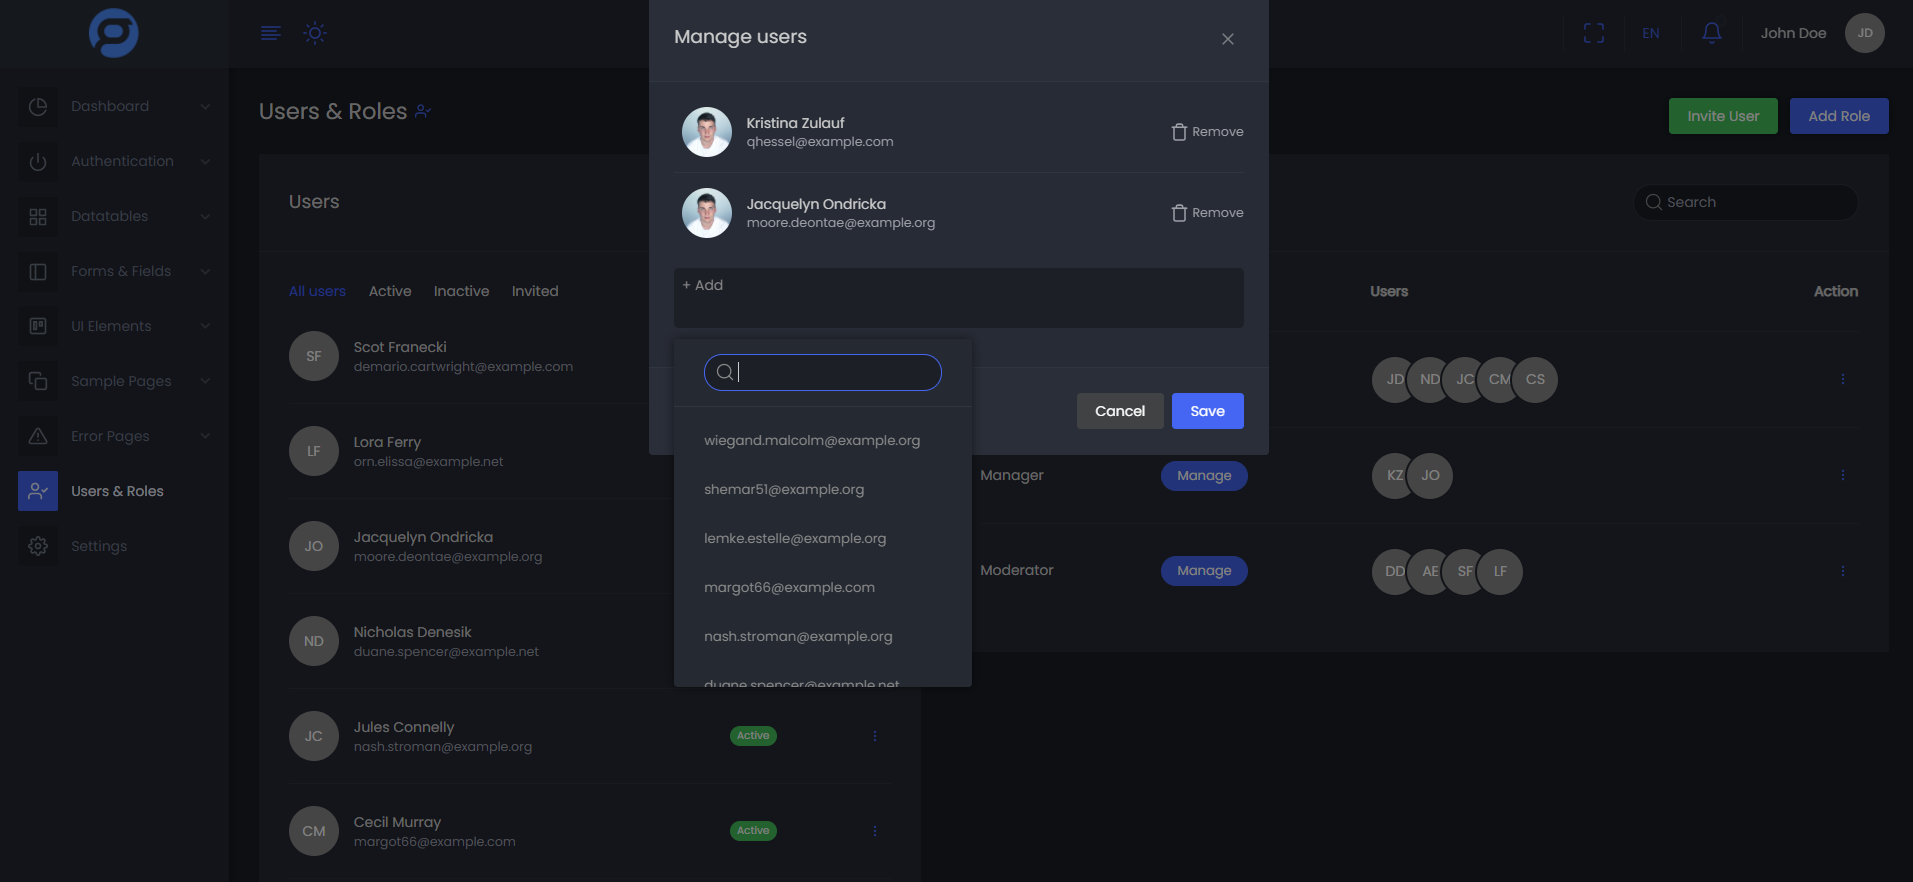 Manage users
EN
John Doe
JD
Dashboard
Authentication
Datatables
Forms & Fields
UI Elements
Sample Pages
Error Pages
Users & Roles
Settings
Users & Roles
Invite User
Add Role
Users
All users
Active
Inactive
Invited
SF
Scot Franecki
demario.cartwright@example.com
LF
Lora Ferry
orn.elissa@example.net
JO
Jacquelyn Ondricka
moore.deontae@example.org
ND
Nicholas Denesik
duane.spencer@example.net
JC
Jules Connelly
nash.stroman@example.org
Active
CM
Cecil Murray
margot66@example.com
Active
Kristina Zulauf
qhessel@example.com
Remove
Jacquelyn Ondricka
moore.deontae@example.org
Remove
+ Add
wiegand.malcolm@example.org
shemar51@example.org
lemke.estelle@example.org
margot66@example.com
nash.stroman@example.org
duane.spencer@example.net
Cancel
Save
Search
Users
Action
JD
ND
JC
CM
CS
Manager
Manage
KZ
JO
Moderator
Manage
DD
AE
SF
LF